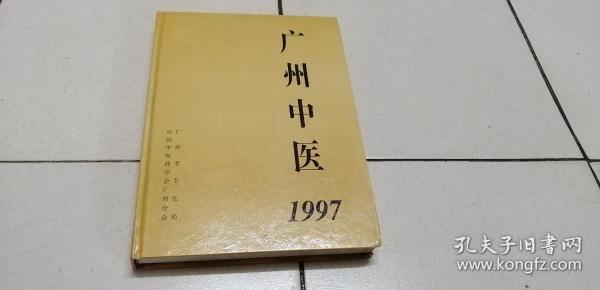 广州中医
1997
广州市卫生局
中国中医药学会广州分会
孔夫子旧书网
www.kongfz.com